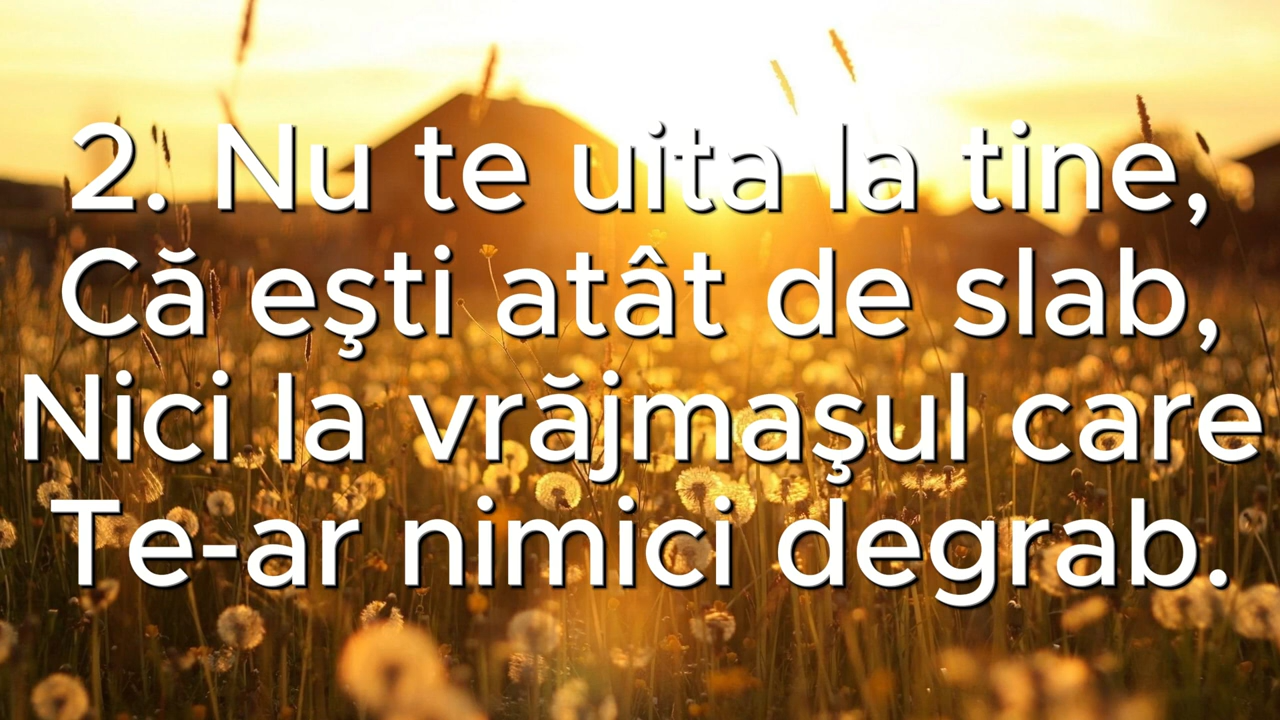 2. Nu te uita la tine,
Că eşti atât de slab,
Nici la vrăjmaşul care
Te-ar nimici degrab.